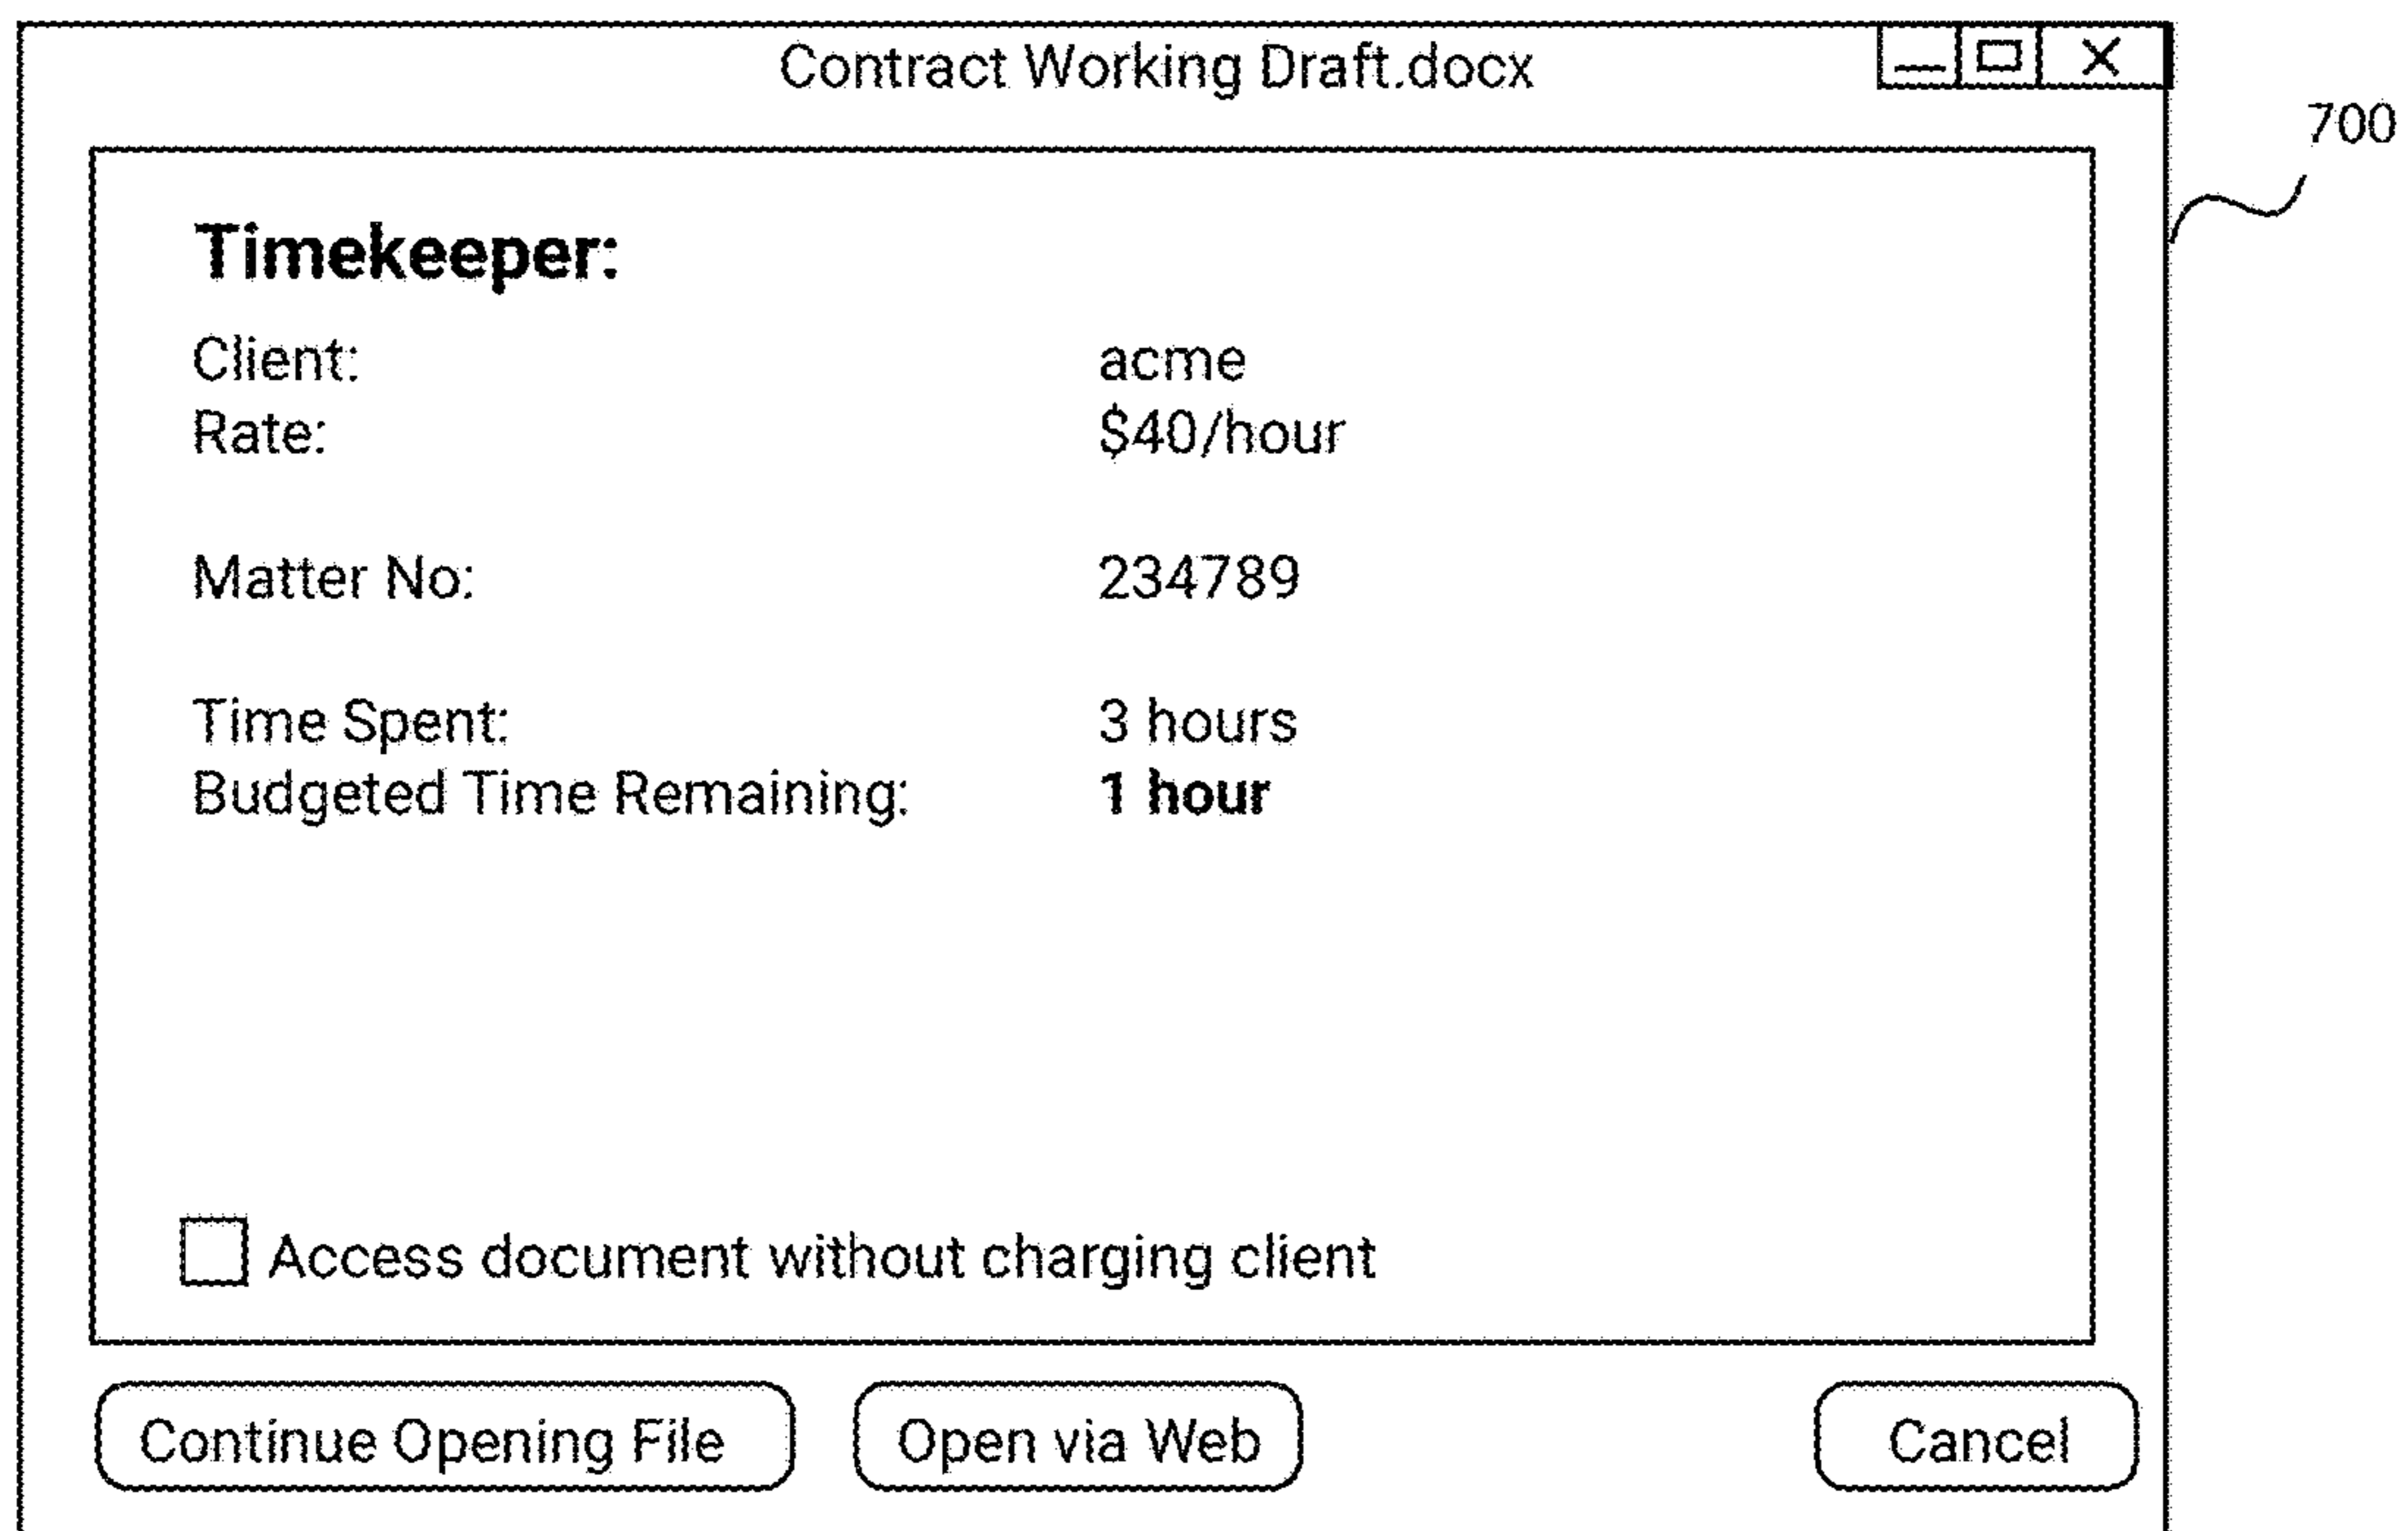 Contract Working Draft.docx
700
Timekeeper:
Client: acme
Rate: $40/hour
Matter No: 234789
Time Spent: 3 hours
Budgeted Time Remaining: 1 hour
Access document without charging client
Continue Opening File Open via Web Cancel